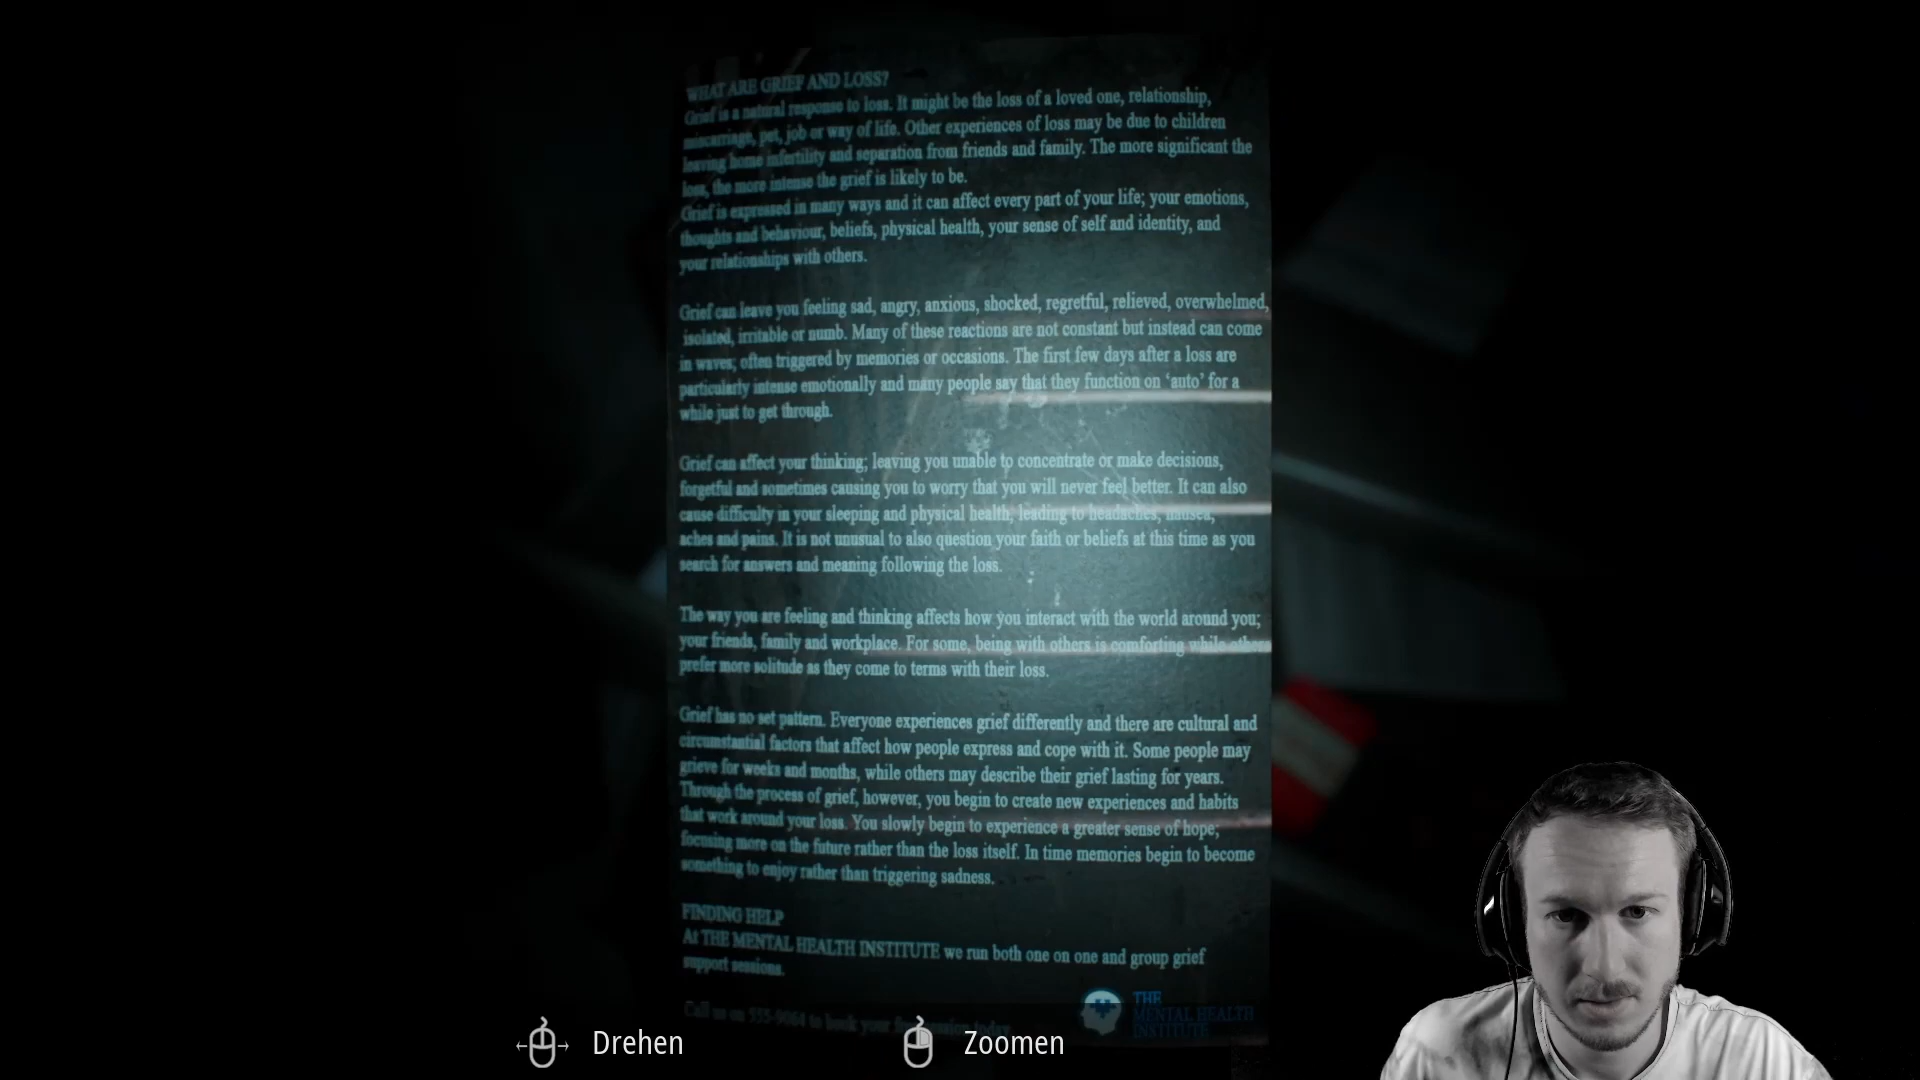 WHAT ARE GRIEF AND LOSS?
Grief is a natural response to loss. It might be the loss of a loved one, relationship,
miscarriage, pet, job or way of life. Other experiences of loss may be due to children
leaving home infertility and separation from friends and family. The more significant the
loss, the more intense the grief is likely to be.
Grief is expressed in many ways and it can affect every part of your life; your emotions,
thoughts and behaviour, beliefs, physical health, your sense of self and identity, and
your relationships with others.
Grief can leave you feeling sad, angry, anxious, shocked, regretful, relieved, overwhelmed,
isolated, irritable or numb. Many of these reactions are not constant but instead can come
in waves; often triggered by memories or occasions. The first few days after a loss are
particularly intense emotionally and many people say that they function on ‘auto’ for a
while just to get through.
Grief can affect your thinking; leaving you unable to concentrate or make decisions,
forgetful and sometimes causing you to worry that you will never feel better. It can also
cause difficulty in your sleeping and physical health, leading to headaches, nausea,
aches and pains. It is not unusual to also question your faith or beliefs at this time as you
search for answers and meaning following the loss.
The way you are feeling and thinking affects how you interact with the world around you;
your friends, family and workplace. For some, being with others is comforting while others
prefer more solitude as they come to terms with their loss.
Grief has no set pattern. Everyone experiences grief differently and there are cultural and
circumstantial factors that affect how people express and cope with it. Some people may
grieve for weeks and months, while others may describe their grief lasting for years.
Through the process of grief, however, you begin to create new experiences and habits
that work around your loss. You slowly begin to experience a greater sense of hope;
focusing more on the future rather than the loss itself. In time memories begin to become
something to enjoy rather than triggering sadness.
FINDING HELP
At THE MENTAL HEALTH INSTITUTE we run both one on one and group grief
support sessions.
Call us on 555-9064 to book your first session today.
THE
MENTAL HEALTH
INSTITUTE
Drehen
Zoomen